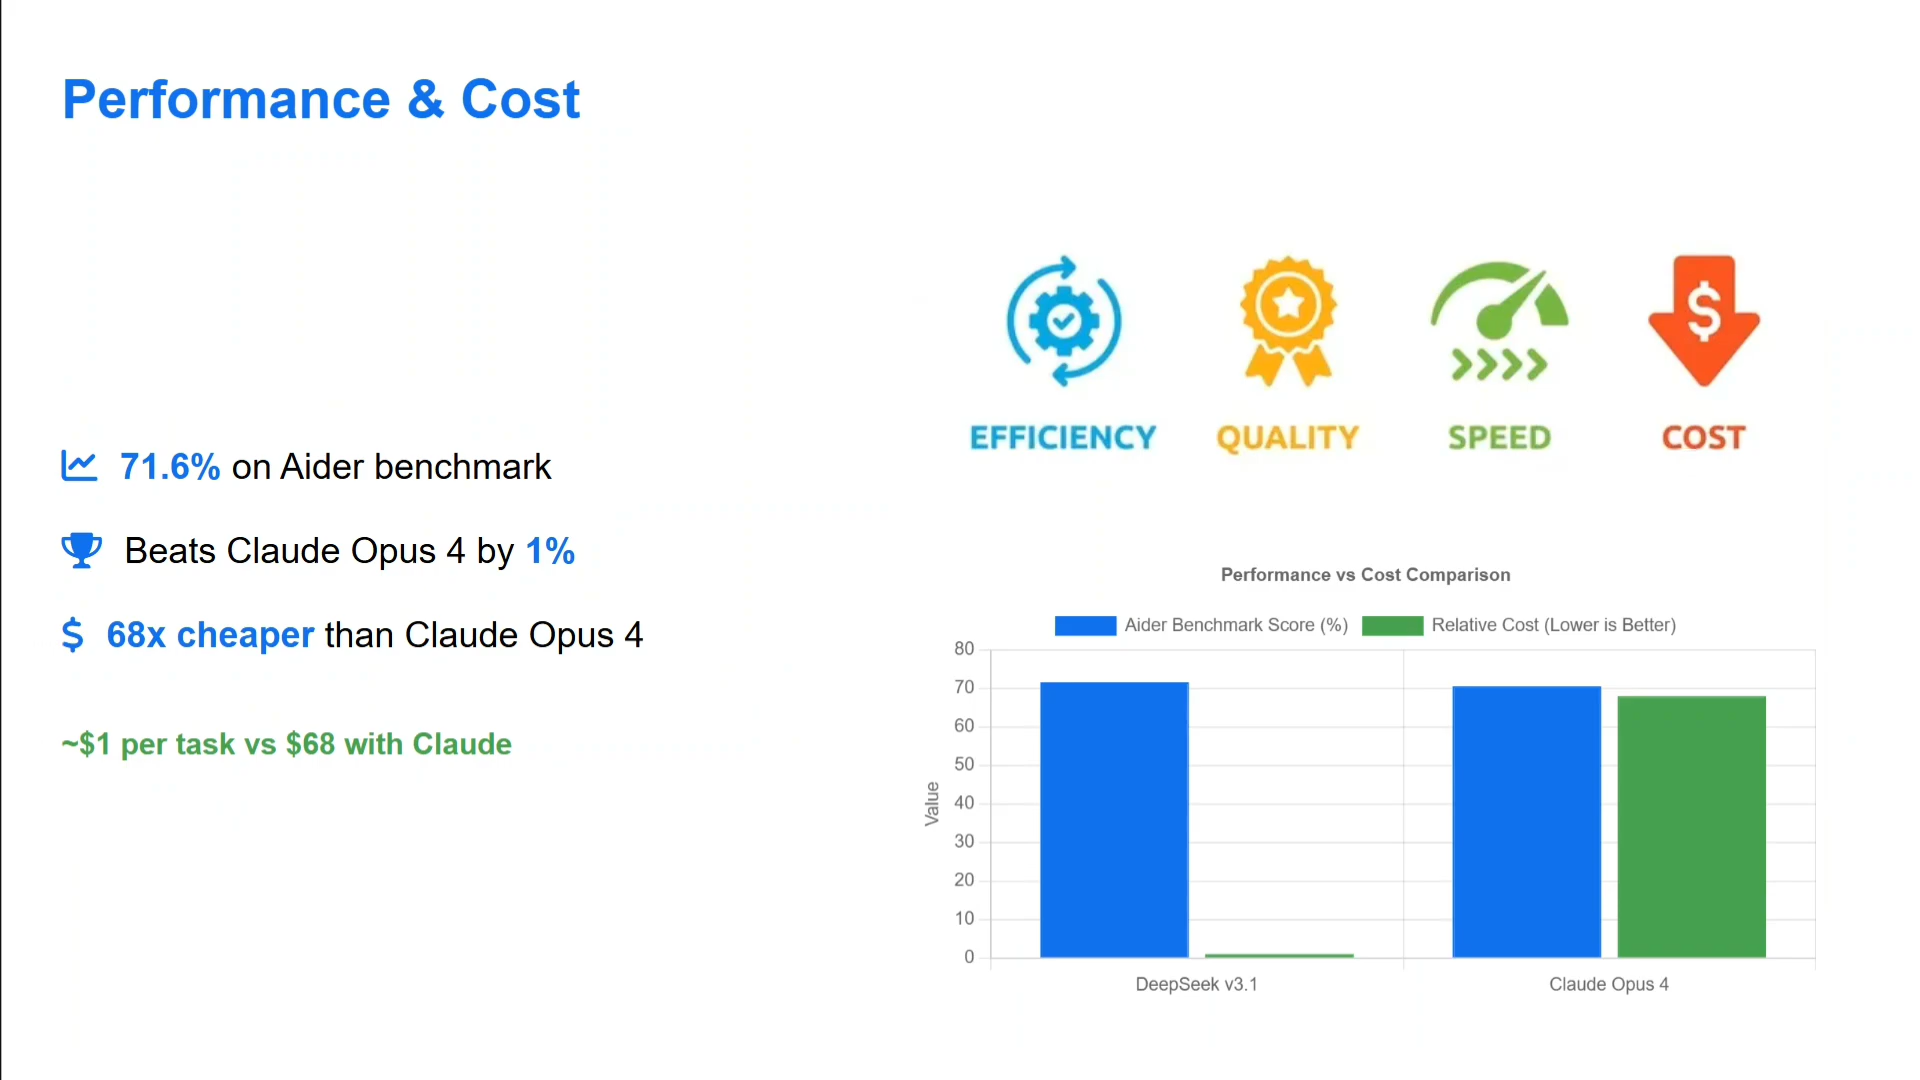 Performance & Cost
71.6% on Aider benchmark
Beats Claude Opus 4 by 1%
$ 68x cheaper than Claude Opus 4
~$1 per task vs $68 with Claude
EFFICIENCY
QUALITY
SPEED
$
COST
Performance vs Cost Comparison
Aider Benchmark Score (%)
Relative Cost (Lower is Better)
Value
80
70
60
50
40
30
20
10
0
DeepSeek v3.1
Claude Opus 4